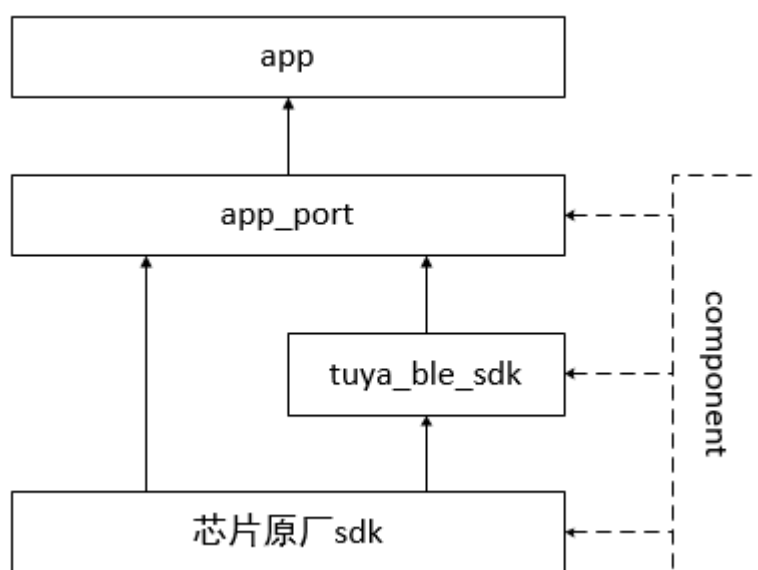 app
app_port
tuya_ble_sdk
component
芯片原厂sdk